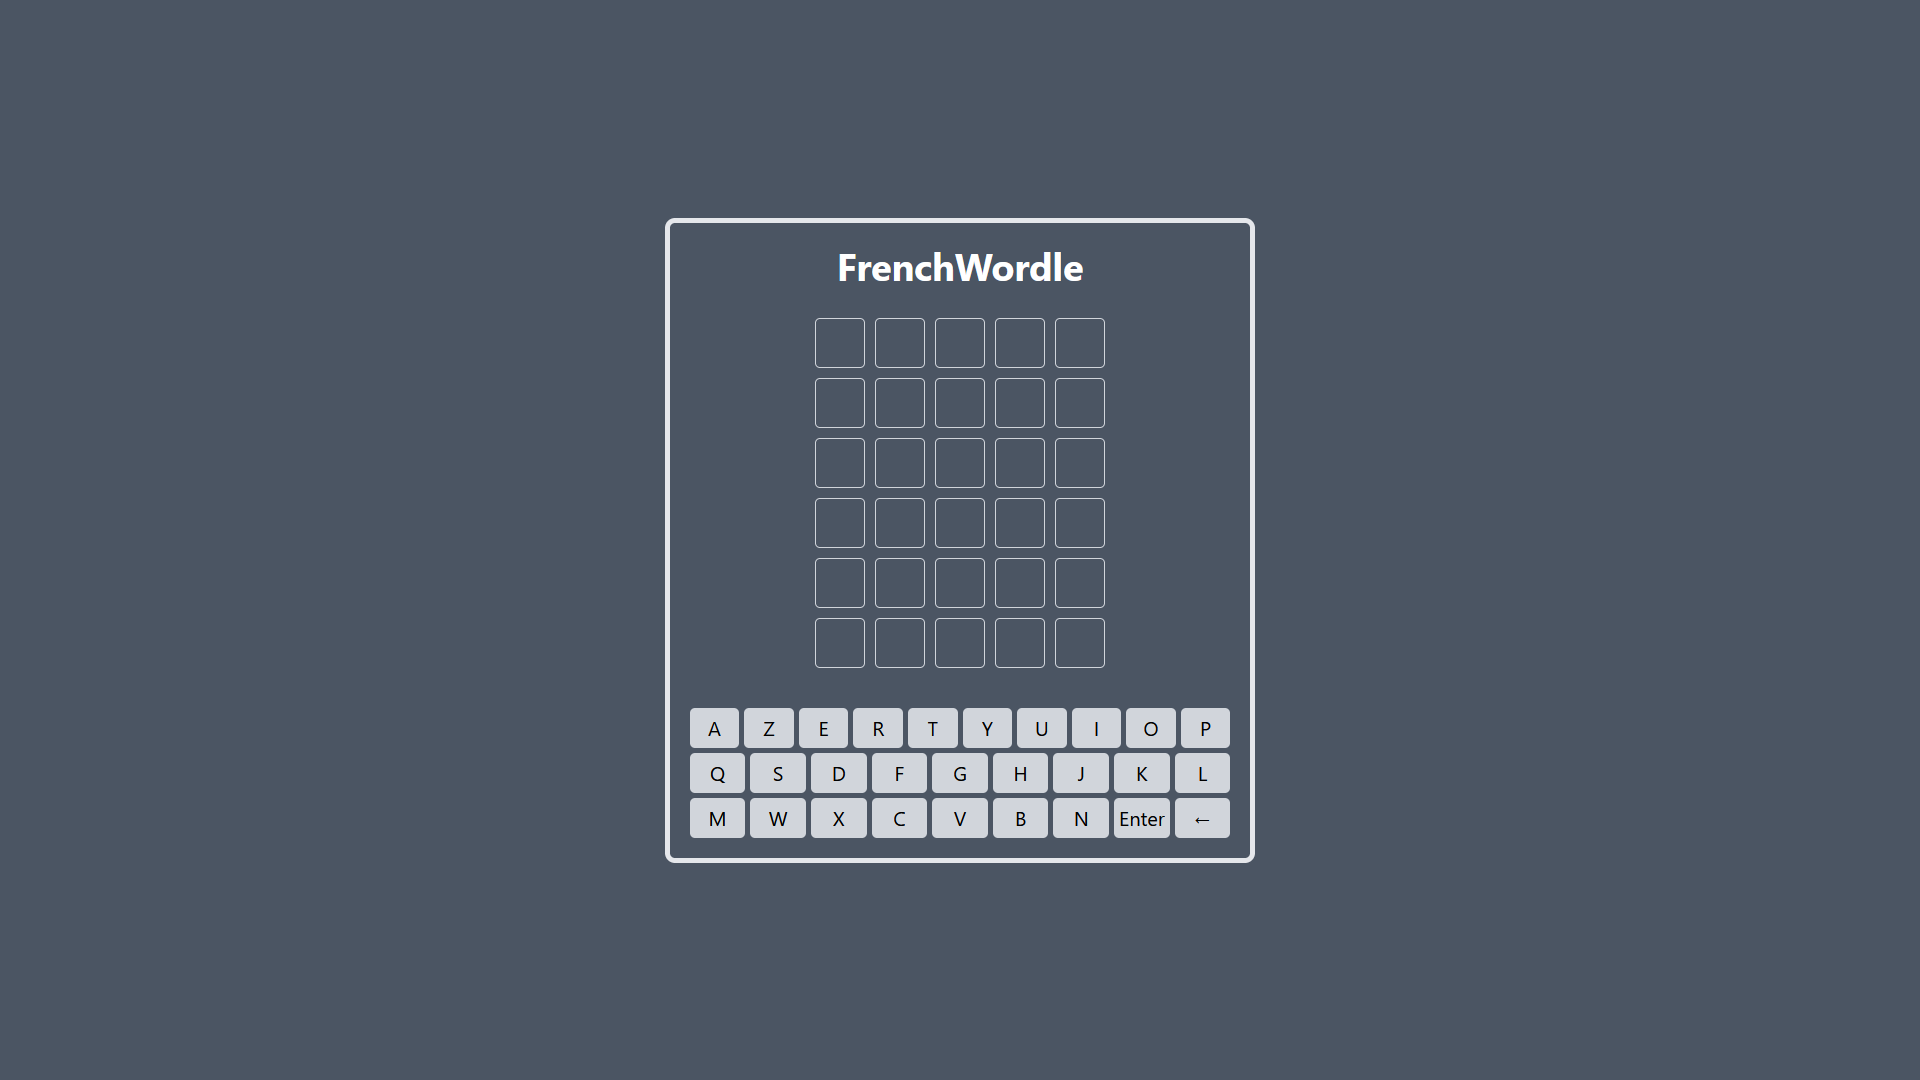 FrenchWordle
A Z E R T Y U I O P
Q S D F G H J K L
M W X C V B N Enter ←